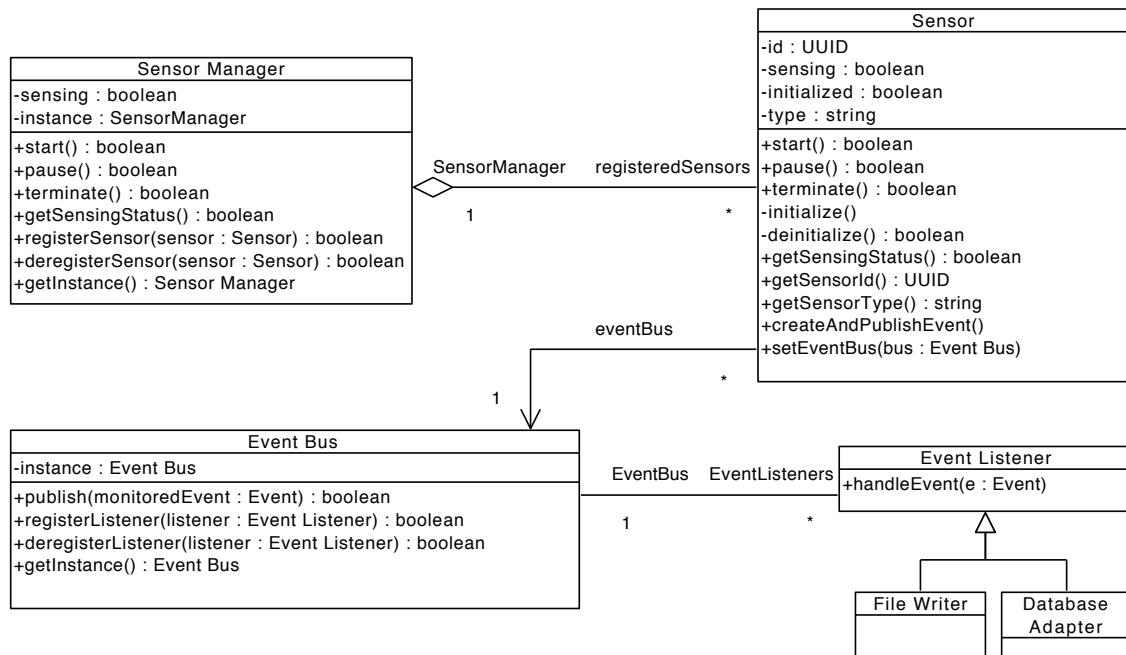 Sensor Manager
-sensing : boolean
-instance : SensorManager
+start() : boolean
+pause() : boolean
+terminate() : boolean
+getSensingStatus() : boolean
+registerSensor(sensor : Sensor) : boolean
+deregisterSensor(sensor : Sensor) : boolean
+getInstance() : Sensor Manager
SensorManager registeredSensors
1 *
Sensor
-id : UUID
-sensing : boolean
-initialized : boolean
-type : string
+start() : boolean
+pause() : boolean
+terminate() : boolean
-initialize()
-deinitialize() : boolean
+getSensingStatus() : boolean
+getSensorId() : UUID
+getSensorType() : string
+createAndPublishEvent()
+setEventBus(bus : Event Bus)
eventBus
*
1
Event Bus
-instance : Event Bus
+publish(monitoredEvent : Event) : boolean
+registerListener(listener : Event Listener) : boolean
+deregisterListener(listener : Event Listener) : boolean
+getInstance() : Event Bus
EventBus EventListeners
1 *
Event Listener
+handleEvent(e : Event)
File Writer
Database
Adapter